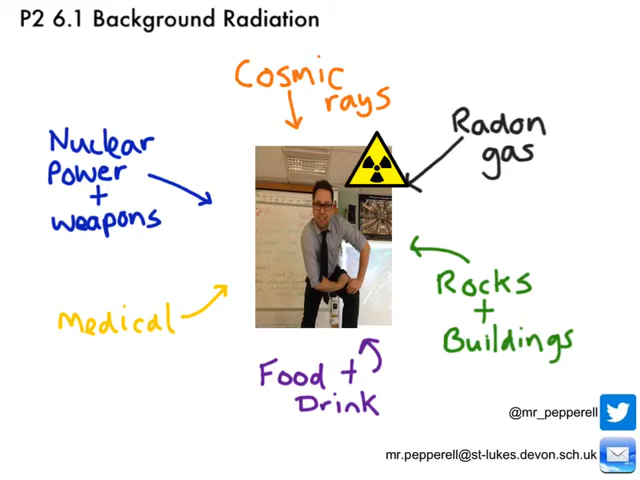 P2 6.1 Background Radiation
Cosmic
rays
Radon
gas
Nuclear
Power
+
weapons
Rocks
+
Buildings
Medical
Food +
Drink
@mr_pepperell
mr.pepperell@st-lukes.devon.sch.uk